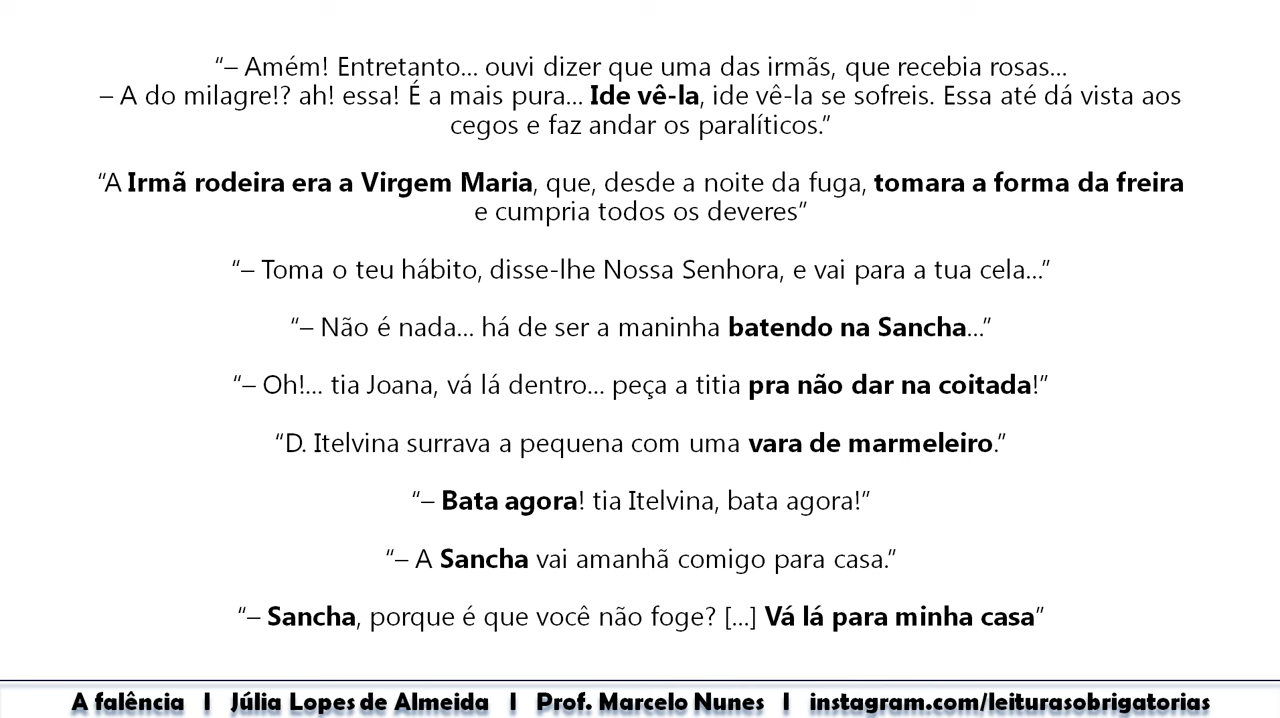 “– Amém! Entretanto... ouvi dizer que uma das irmãs, que recebia rosas...
– A do milagre!? ah! essa! É a mais pura... Ide vê-la, ide vê-la se sofreis. Essa até dá vista aos
cegos e faz andar os paralíticos.”
“A Irmã rodeira era a Virgem Maria, que, desde a noite da fuga, tomara a forma da freira
e cumpria todos os deveres”
“– Toma o teu hábito, disse-lhe Nossa Senhora, e vai para a tua cela...”
“– Não é nada... há de ser a maninha batendo na Sancha...”
“– Oh!... tia Joana, vá lá dentro... peça a titia pra não dar na coitada!”
“D. Itelvina surrava a pequena com uma vara de marmeleiro.”
“– Bata agora! tia Itelvina, bata agora!”
“– A Sancha vai amanhã comigo para casa.”
“– Sancha, porque é que você não foge? [...] Vá lá para minha casa”
A falência I Júlia Lopes de Almeida I Prof. Marcelo Nunes I instagram.com/leiturasobrigatorias